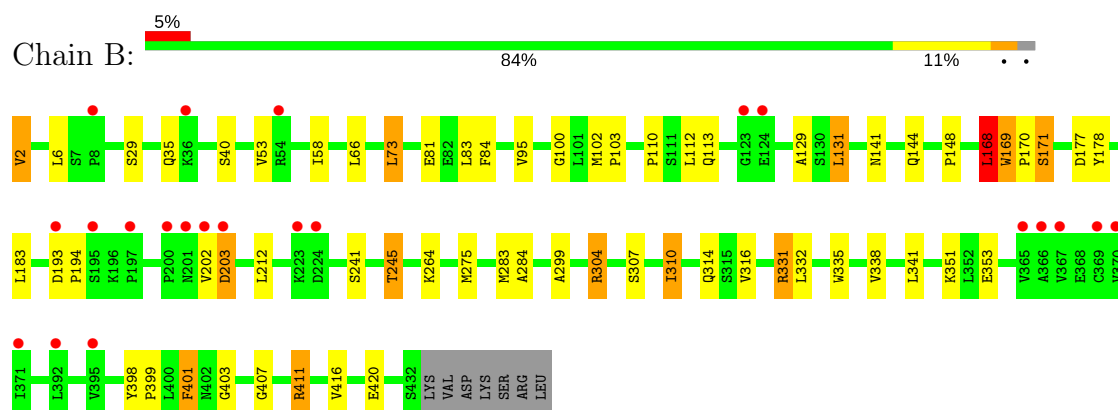 5%
Chain B:
84% 11% • •
V2 L6 S7 P8 S29 Q35 K36 S40 V53 R54 I58 L66 L73 E81 E82 L83 F84 V95 G100 L101 M102 P103 P110 S111 L112 Q113 G123 E124 A129 S130 L131 N141 Q144 P148 L168 W169 P170 S171 D177 Y178
L183 D193 P194 S195 K196 P197 P200 N201 V202 D203 L212 K223 D224 S241 T245 K264 M275 M283 A284 A299 R304 S307 I310 Q314 S315 V316 R331 L332 W335 V338 L341 K351 L352 E353 V365 A366 V367 E368 C369 V370
I371 L392 V395 Y398 P399 L400 F401 N402 G403 G407 R411 V416 E420 S432 LYS VAL ASP LYS SER ARG LEU